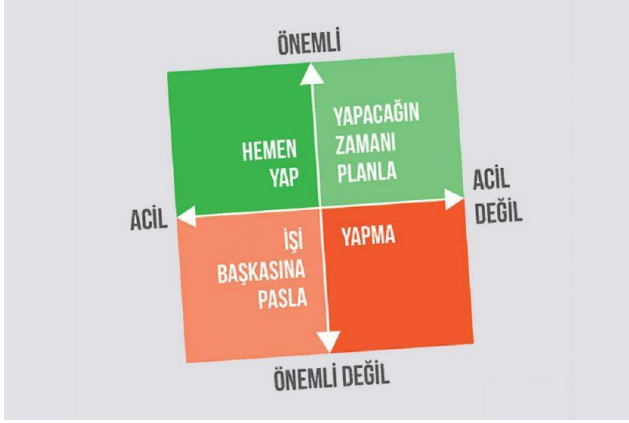 ÖNEMLİ
HEMEN
YAP
YAPACAĞIN
ZAMANI
PLANLA
ACİL
ACİL
DEĞİL
İŞİ
BAŞKASINA
PASLA
YAPMA
ÖNEMLİ DEĞİL